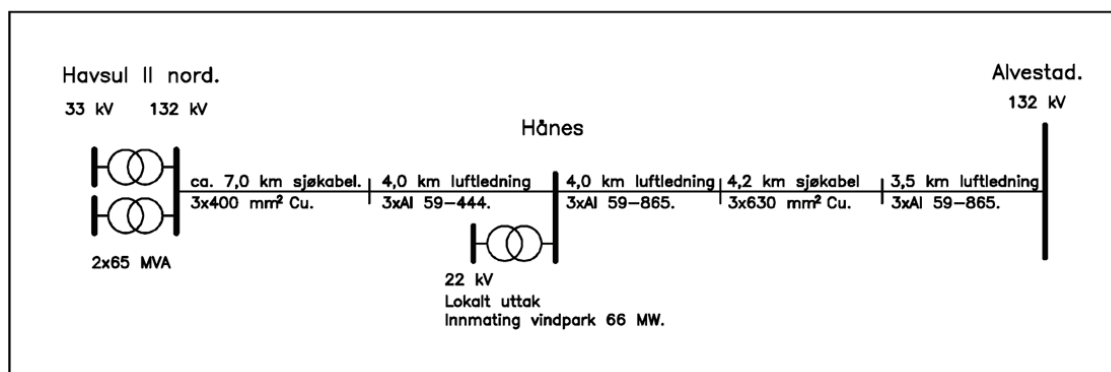 Havsul II nord.
33 kV 132 kV
2x65 MVA
ca. 7,0 km sjøkabel.
3x400 mm² Cu.
4,0 km luftledning
3xAl 59-444.
Hånes
22 kV
Lokalt uttak
Innmating vindpark 66 MW.
4,0 km luftledning
3xAl 59-865.
4,2 km sjøkabel
3x630 mm² Cu.
3,5 km luftledning
3xAl 59-865.
Alvestad.
132 kV